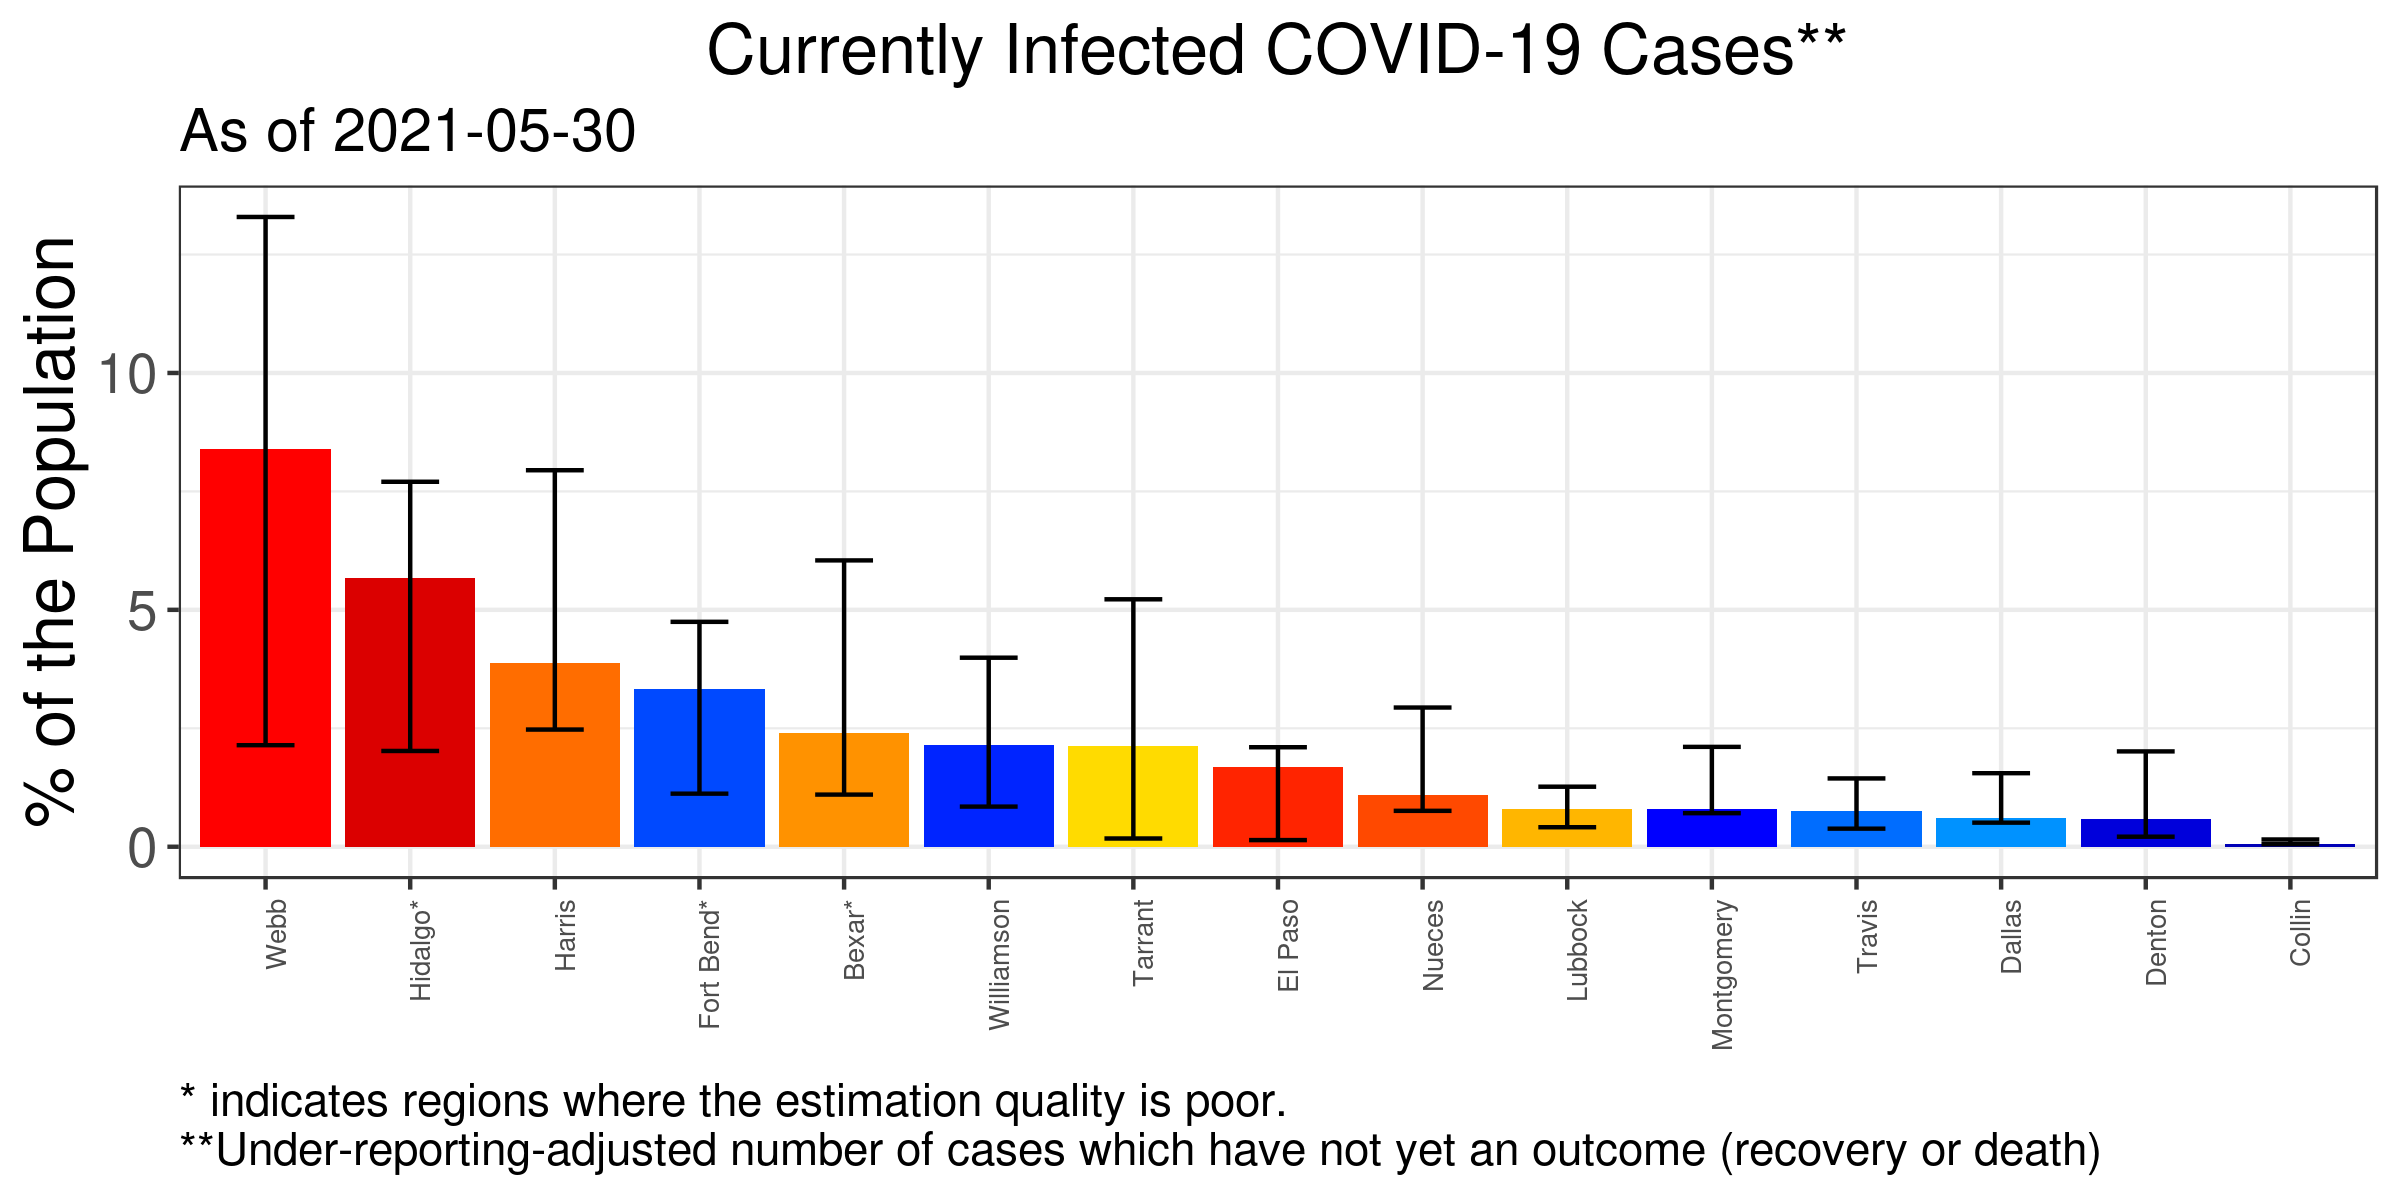 Currently Infected COVID-19 Cases**
As of 2021-05-30
% of the Population
10
5
0
Webb
Hidalgo*
Harris
Fort Bend*
Bexar*
Williamson
Tarrant
El Paso
Nueces
Lubbock
Montgomery
Travis
Dallas
Denton
Collin
* indicates regions where the estimation quality is poor.
**Under-reporting-adjusted number of cases which have not yet an outcome (recovery or death)